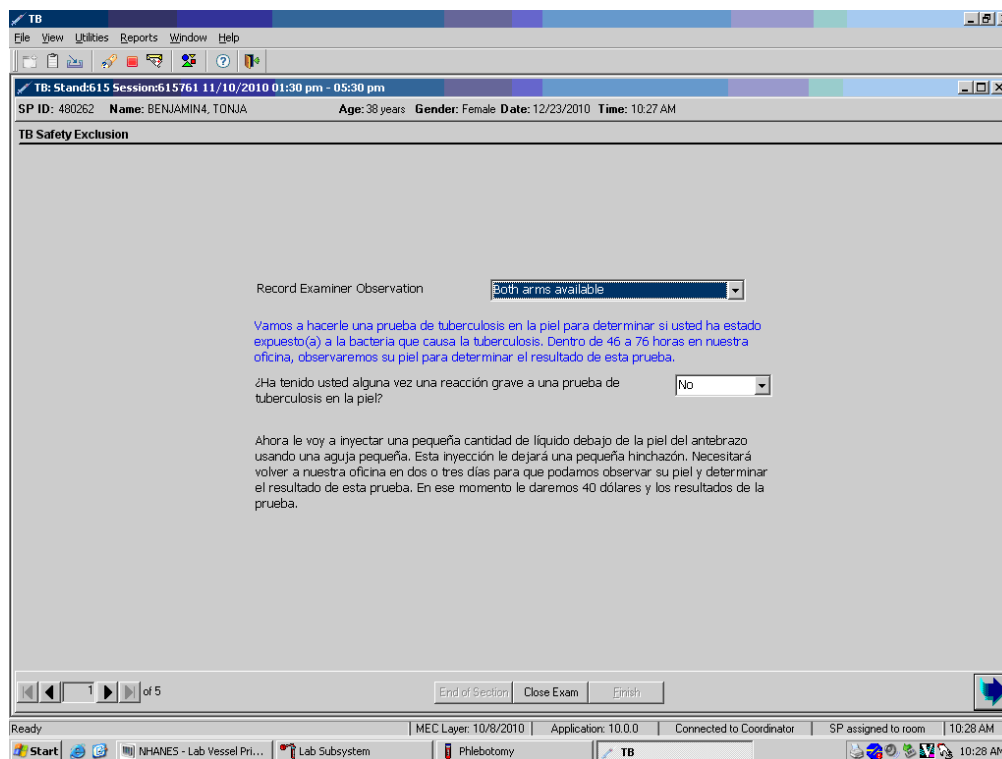 TB
File View Utilities Reports Window Help
TB: Stand:615 Session:615761 11/10/2010 01:30 pm - 05:30 pm
SP ID: 480262 Name: BENJAMIN4, TONJA Age: 38 years Gender: Female Date: 12/23/2010 Time: 10:27 AM
TB Safety Exclusion
Record Examiner Observation Both arms available
Vamos a hacerle una prueba de tuberculosis en la piel para determinar si usted ha estado
expuesto(a) a la bacteria que causa la tuberculosis. Dentro de 46 a 76 horas en nuestra
oficina, observaremos su piel para determinar el resultado de esta prueba.
¿Ha tenido usted alguna vez una reacción grave a una prueba de No
tuberculosis en la piel?
Ahora le voy a inyectar una pequeña cantidad de líquido debajo de la piel del antebrazo
usando una aguja pequeña. Esta inyección le dejará una pequeña hinchazón. Necesitará
volver a nuestra oficina en dos o tres días para que podamos observar su piel y determinar
el resultado de esta prueba. En ese momento le daremos 40 dólares y los resultados de la
prueba.
1 of 5 End of Section Close Exam Finish
Ready MEC Layer: 10/8/2010 Application: 10.0.0 Connected to Coordinator SP assigned to room 10:28 AM
Start NHANES - Lab Vessel Pri... Lab Subsystem Phlebotomy TB 10:28 AM